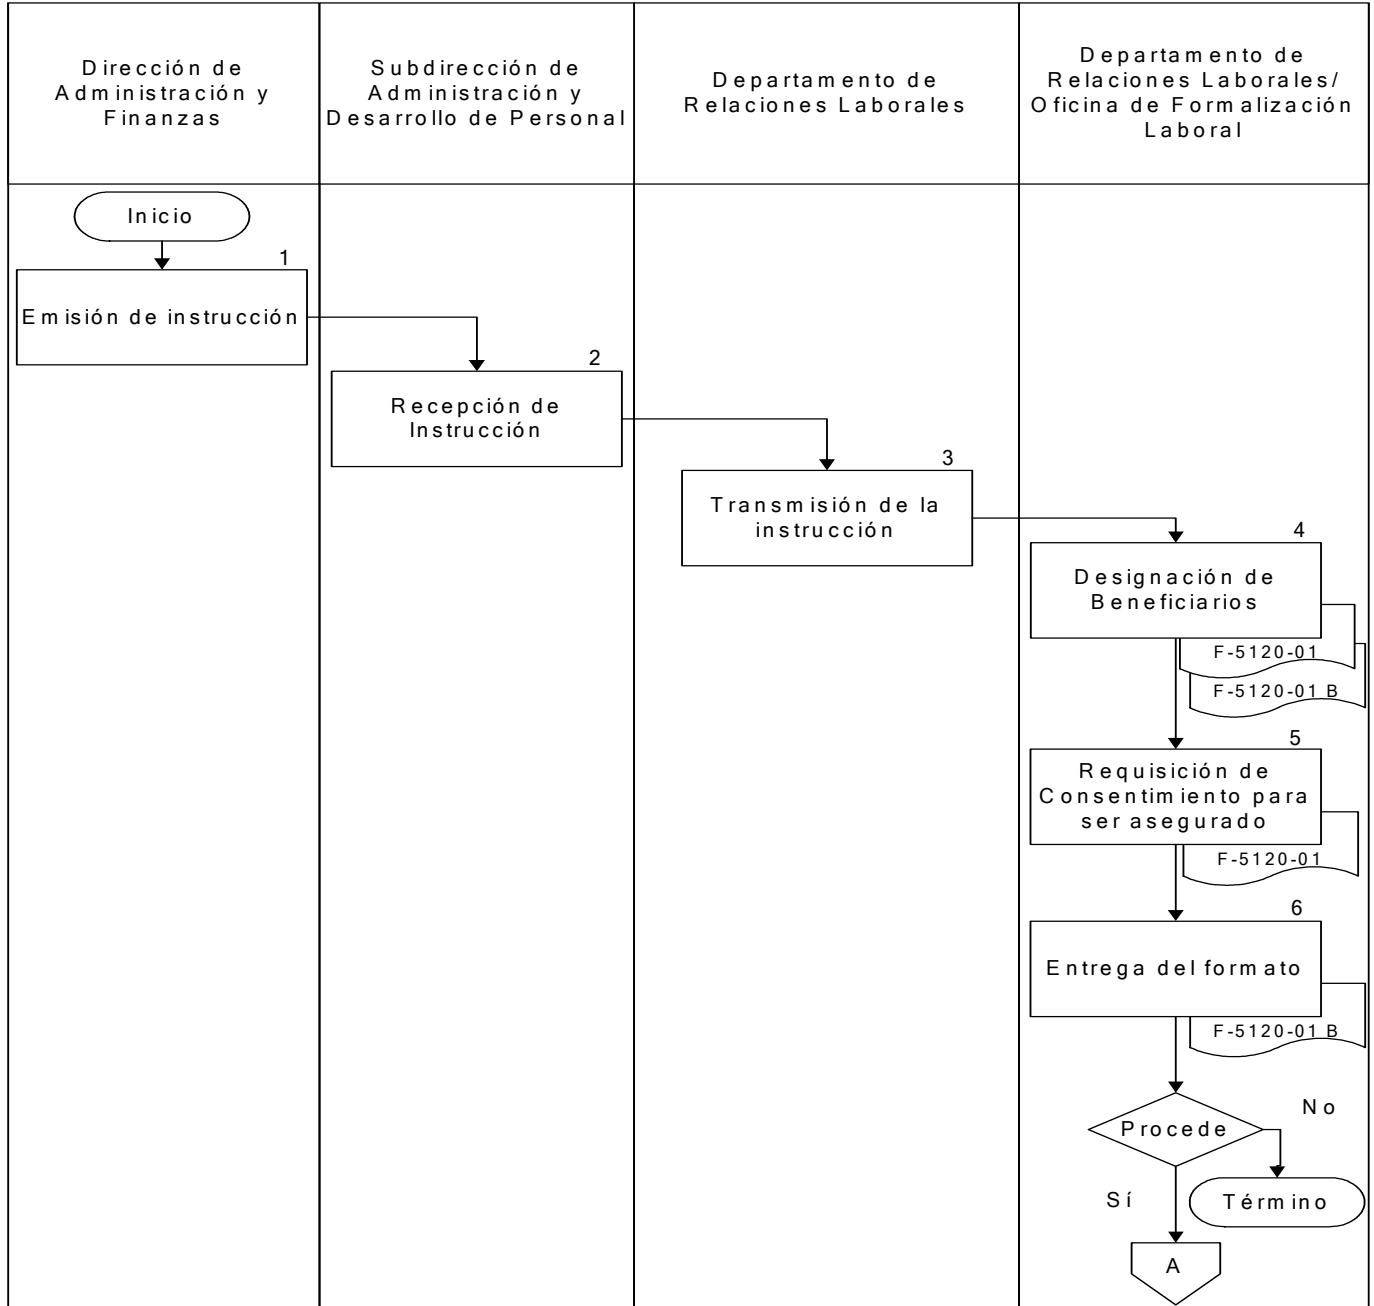 Dirección de
Administración y
Finanzas
Subdirección de
Administración y
Desarrollo de Personal
Departamento de
Relaciones Laborales
Departamento de
Relaciones Laborales/
Oficina de Formalización
Laboral
Inicio
1
Emisión de instrucción
2
Recepción de
Instrucción
3
Transmisión de la
instrucción
4
Designación de
Beneficiarios
F-5120-01
F-5120-01 B
5
Requisición de
Consentimiento para
ser asegurado
F-5120-01
6
Entrega del formato
F-5120-01 B
No
Procede
Sí
Término
A